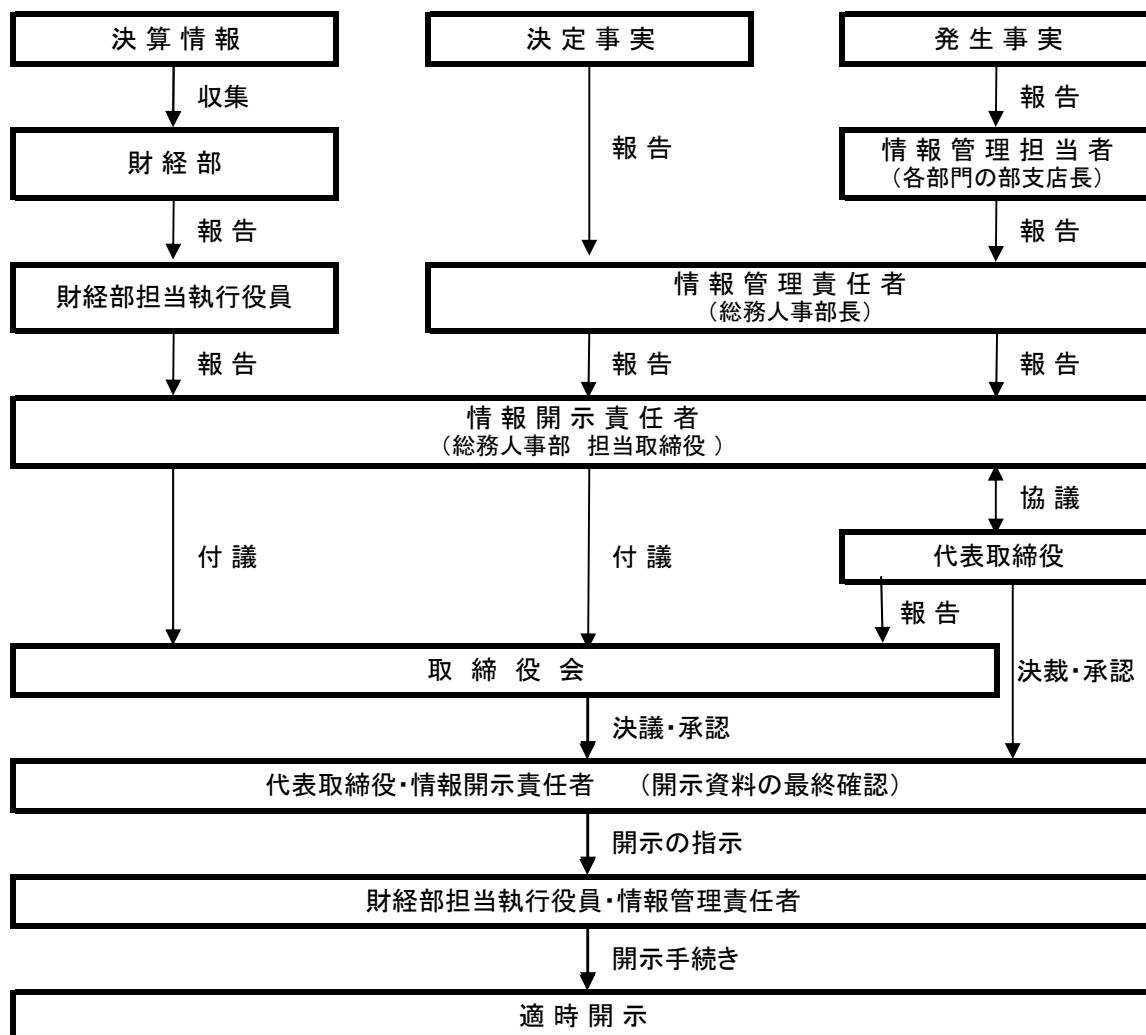 決算情報
決定事実
発生事実
収集
報告
財経部
報告
情報管理担当者
（各部門の部支店長）
報告
報告
財経部担当執行役員
情報管理責任者
（総務人事部長）
報告
報告
報告
情報開示責任者
（総務人事部 担当取締役 ）
協議
付議
付議
代表取締役
報告
取締役会
決裁・承認
決議・承認
代表取締役・情報開示責任者 （開示資料の最終確認）
開示の指示
財経部担当執行役員・情報管理責任者
開示手続き
適時開示